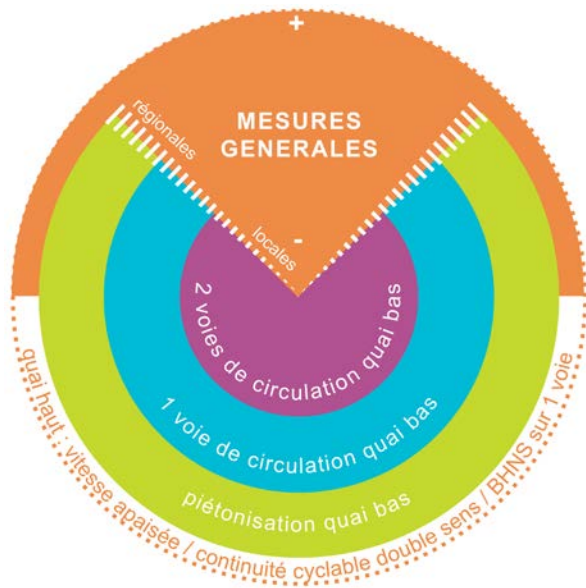 +
régionales
MESURES
GENERALES
-
locales
2 voies de circulation quai bas
1 voie de circulation quai bas
piétonisation quai bas
quai haut : vitesse apaisée / continuité cyclable double sens / BHNS sur 1 voie